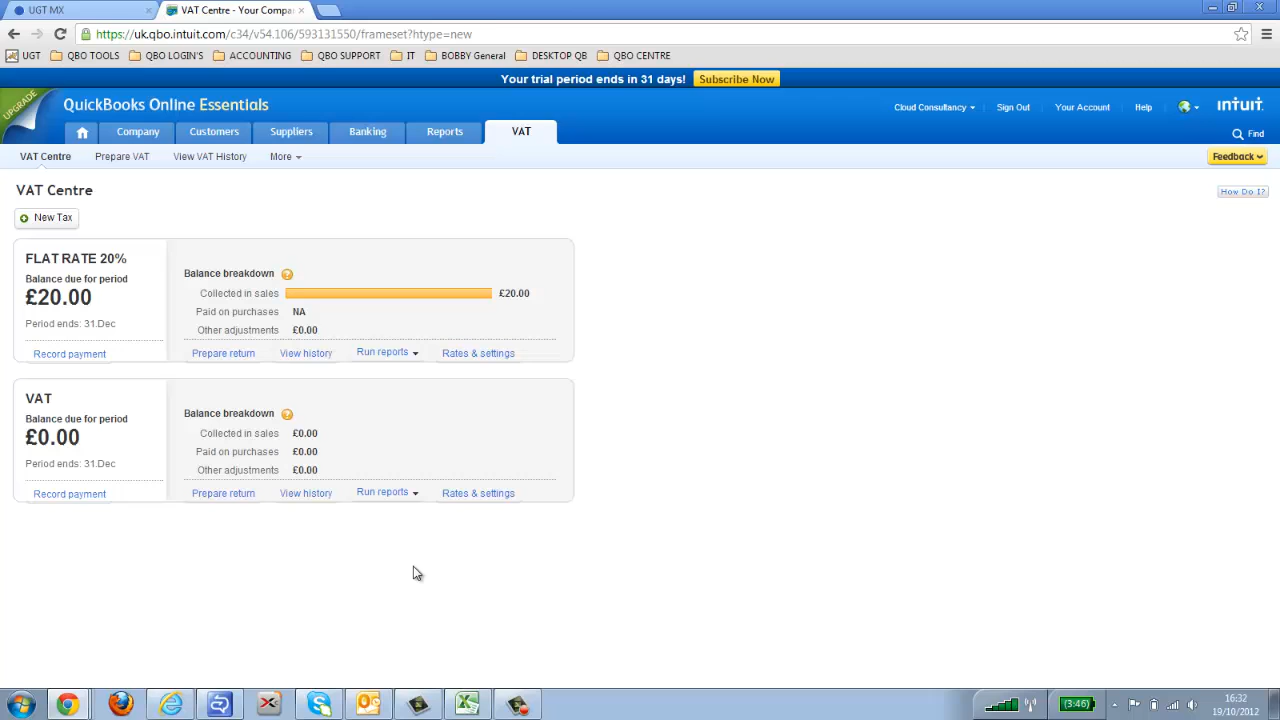 UGT MX
VAT Centre - Your Compa
https://uk.qbo.intuit.com/c34/v54.106/593131550/frameset?htype=new
UGT QBO TOOLS QBO LOGIN'S ACCOUNTING QBO SUPPORT IT BOBBY General DESKTOP QB QBO CENTRE
Your trial period ends in 31 days! Subscribe Now
UPGRADE
QuickBooks Online Essentials
Cloud Consultancy Sign Out Your Account Help INTUIT
Company Customers Suppliers Banking Reports VAT
Find
VAT Centre Prepare VAT View VAT History More
Feedback
VAT Centre
How Do I?
New Tax
FLAT RATE 20%
Balance due for period
£20.00
Period ends: 31.Dec
Record payment
Balance breakdown ?
Collected in sales £20.00
Paid on purchases NA
Other adjustments £0.00
Prepare return View history Run reports Rates & settings
VAT
Balance due for period
£0.00
Period ends: 31.Dec
Record payment
Balance breakdown ?
Collected in sales £0.00
Paid on purchases £0.00
Other adjustments £0.00
Prepare return View history Run reports Rates & settings
(3:46)
16:32
19/10/2012